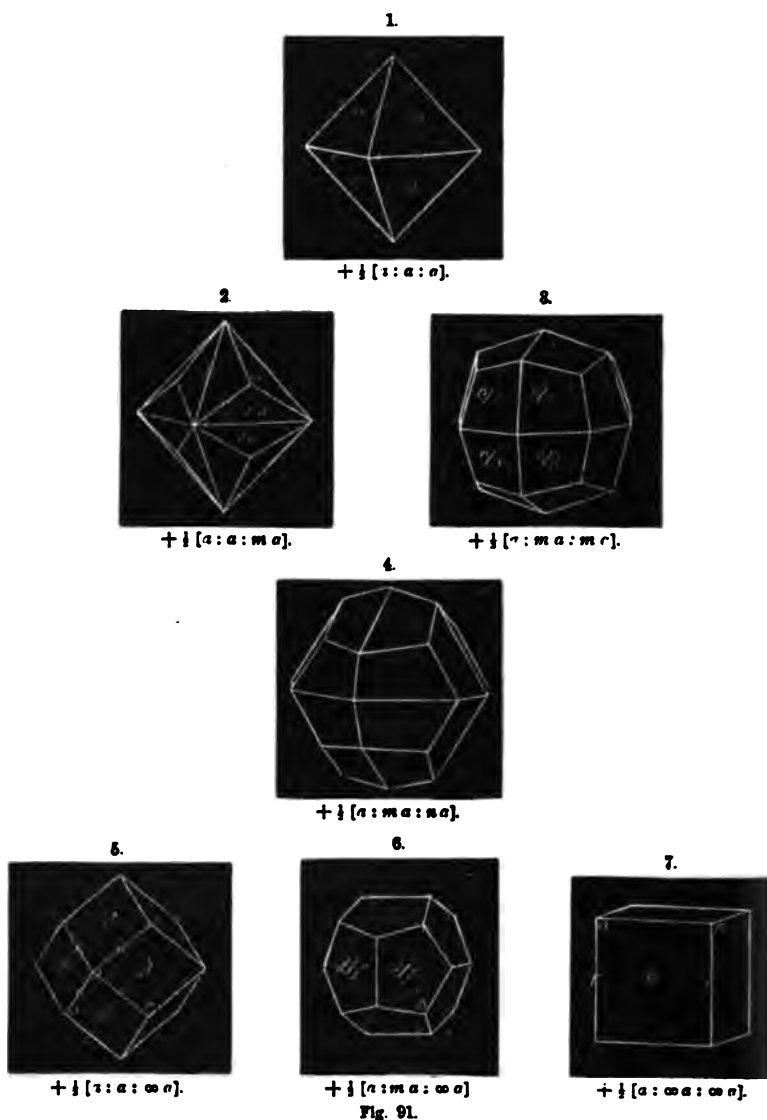 1.
+ ½ [a : a : a].
2
3.
+ ½ [a : a : m a].
+ ½ [a : m a : m a].
4.
+ ½ [a : m a : n a].
5.
6.
7.
+ ½ [a : a : ∞ a].
+ ½ [a : m a : ∞ a]
+ ½ [a : ∞ a : ∞ a].
Fig. 91.